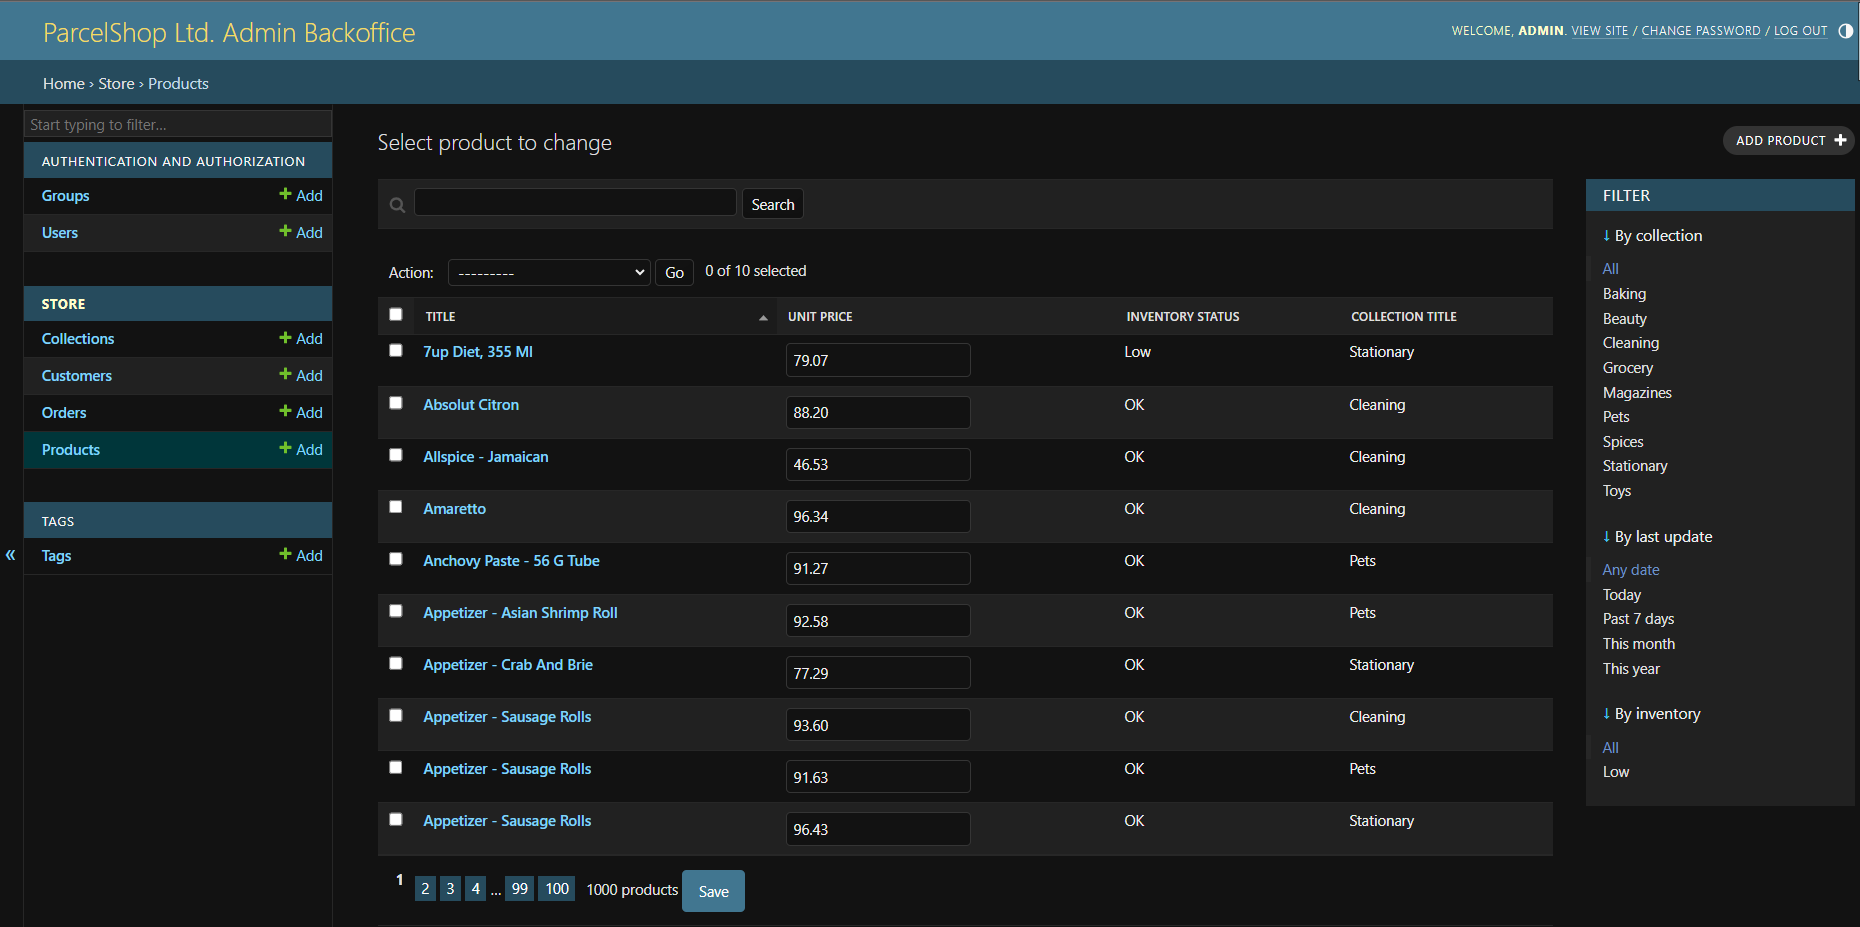 ParcelShop Ltd. Admin Backoffice
WELCOME, ADMIN. VIEW SITE / CHANGE PASSWORD / LOG OUT
Home › Store › Products
Start typing to filter...
AUTHENTICATION AND AUTHORIZATION
Groups + Add
Users + Add
STORE
Collections + Add
Customers + Add
Orders + Add
Products + Add
TAGS
Tags + Add
«
Select product to change
ADD PRODUCT +
Search
Action: --------- Go 0 of 10 selected
TITLE UNIT PRICE INVENTORY STATUS COLLECTION TITLE
7up Diet, 355 Ml 79.07 Low Stationary
Absolut Citron 88.20 OK Cleaning
Allspice - Jamaican 46.53 OK Cleaning
Amaretto 96.34 OK Cleaning
Anchovy Paste - 56 G Tube 91.27 OK Pets
Appetizer - Asian Shrimp Roll 92.58 OK Pets
Appetizer - Crab And Brie 77.29 OK Stationary
Appetizer - Sausage Rolls 93.60 OK Cleaning
Appetizer - Sausage Rolls 91.63 OK Pets
Appetizer - Sausage Rolls 96.43 OK Stationary
1 2 3 4 ... 99 100 1000 products Save
FILTER
↓ By collection
All
Baking
Beauty
Cleaning
Grocery
Magazines
Pets
Spices
Stationary
Toys
↓ By last update
Any date
Today
Past 7 days
This month
This year
↓ By inventory
All
Low